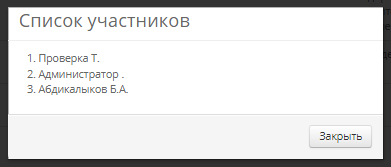 Список участников
1. Проверка Т.
2. Администратор .
3. Абдикалыков Б.А.
Закрыть